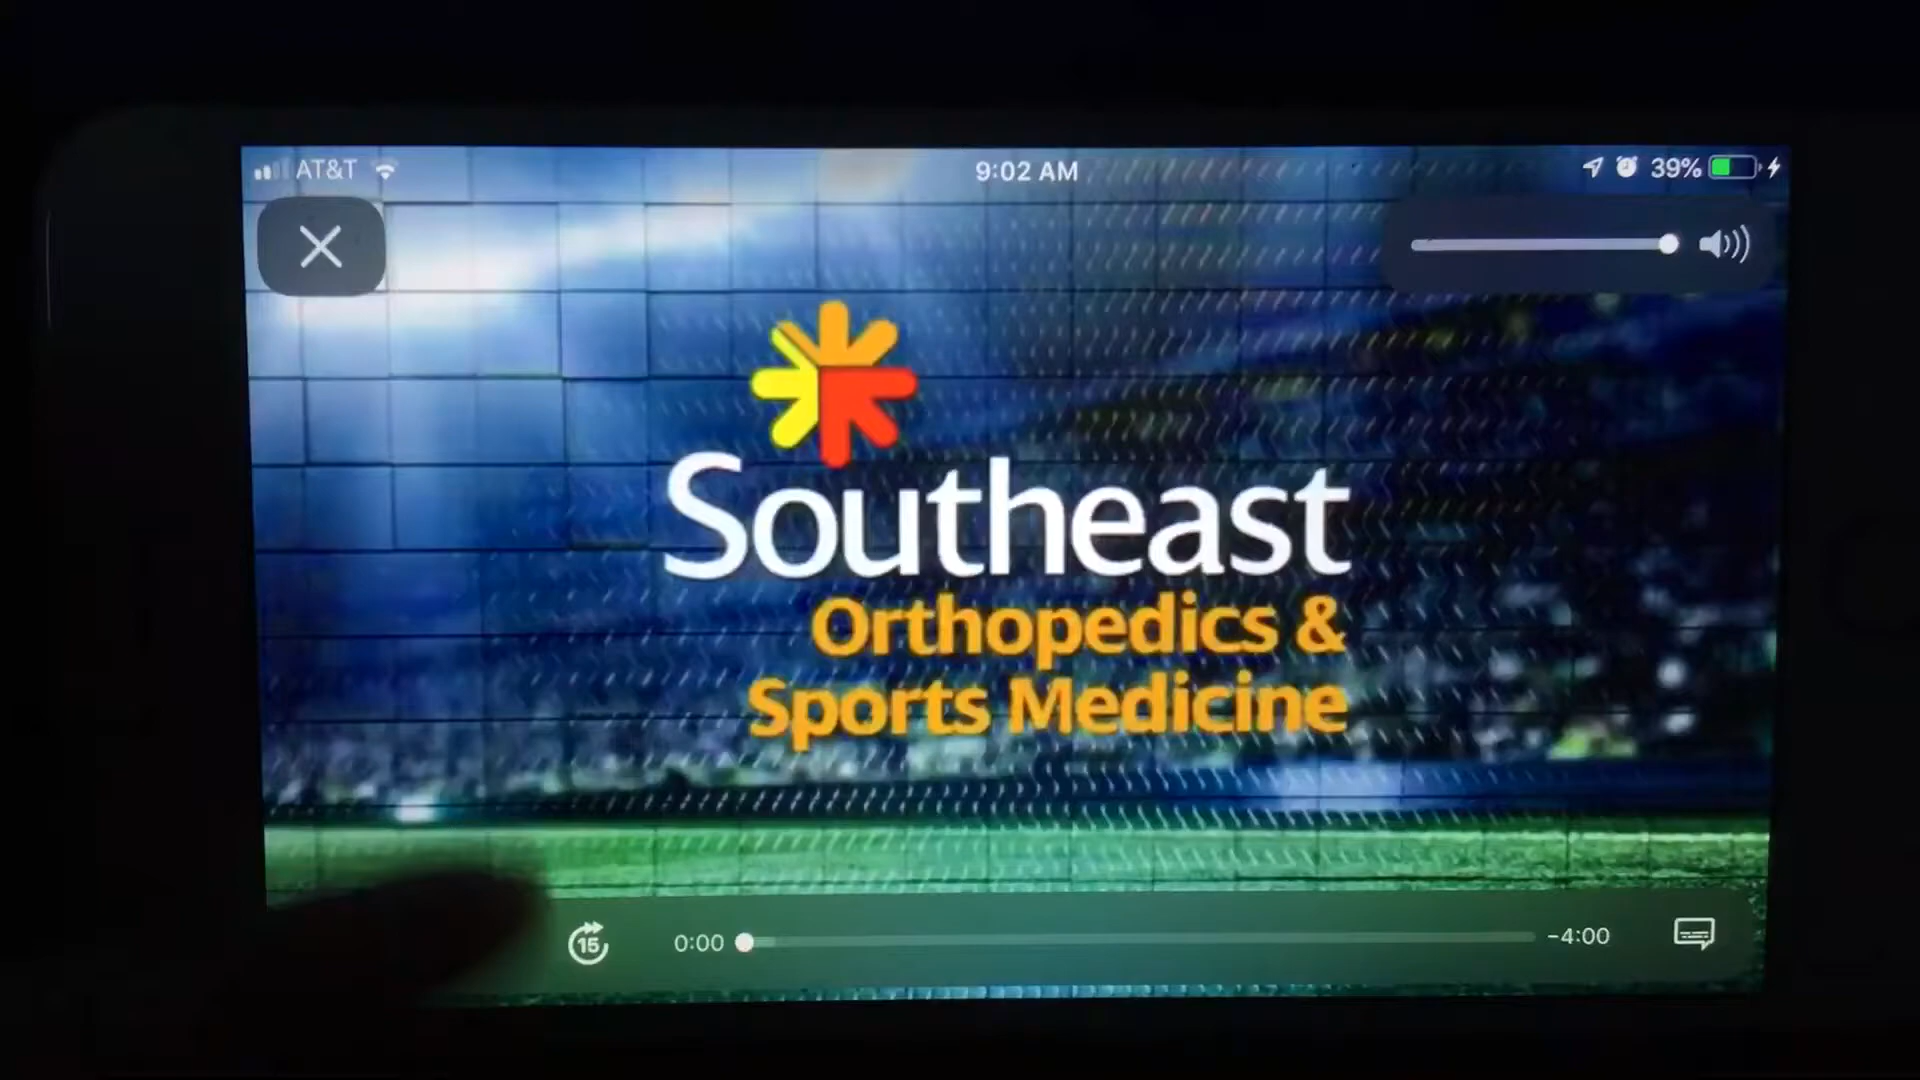 AT&T
9:02 AM
39%
Southeast
Orthopedics &
Sports Medicine
15
0:00
-4:00